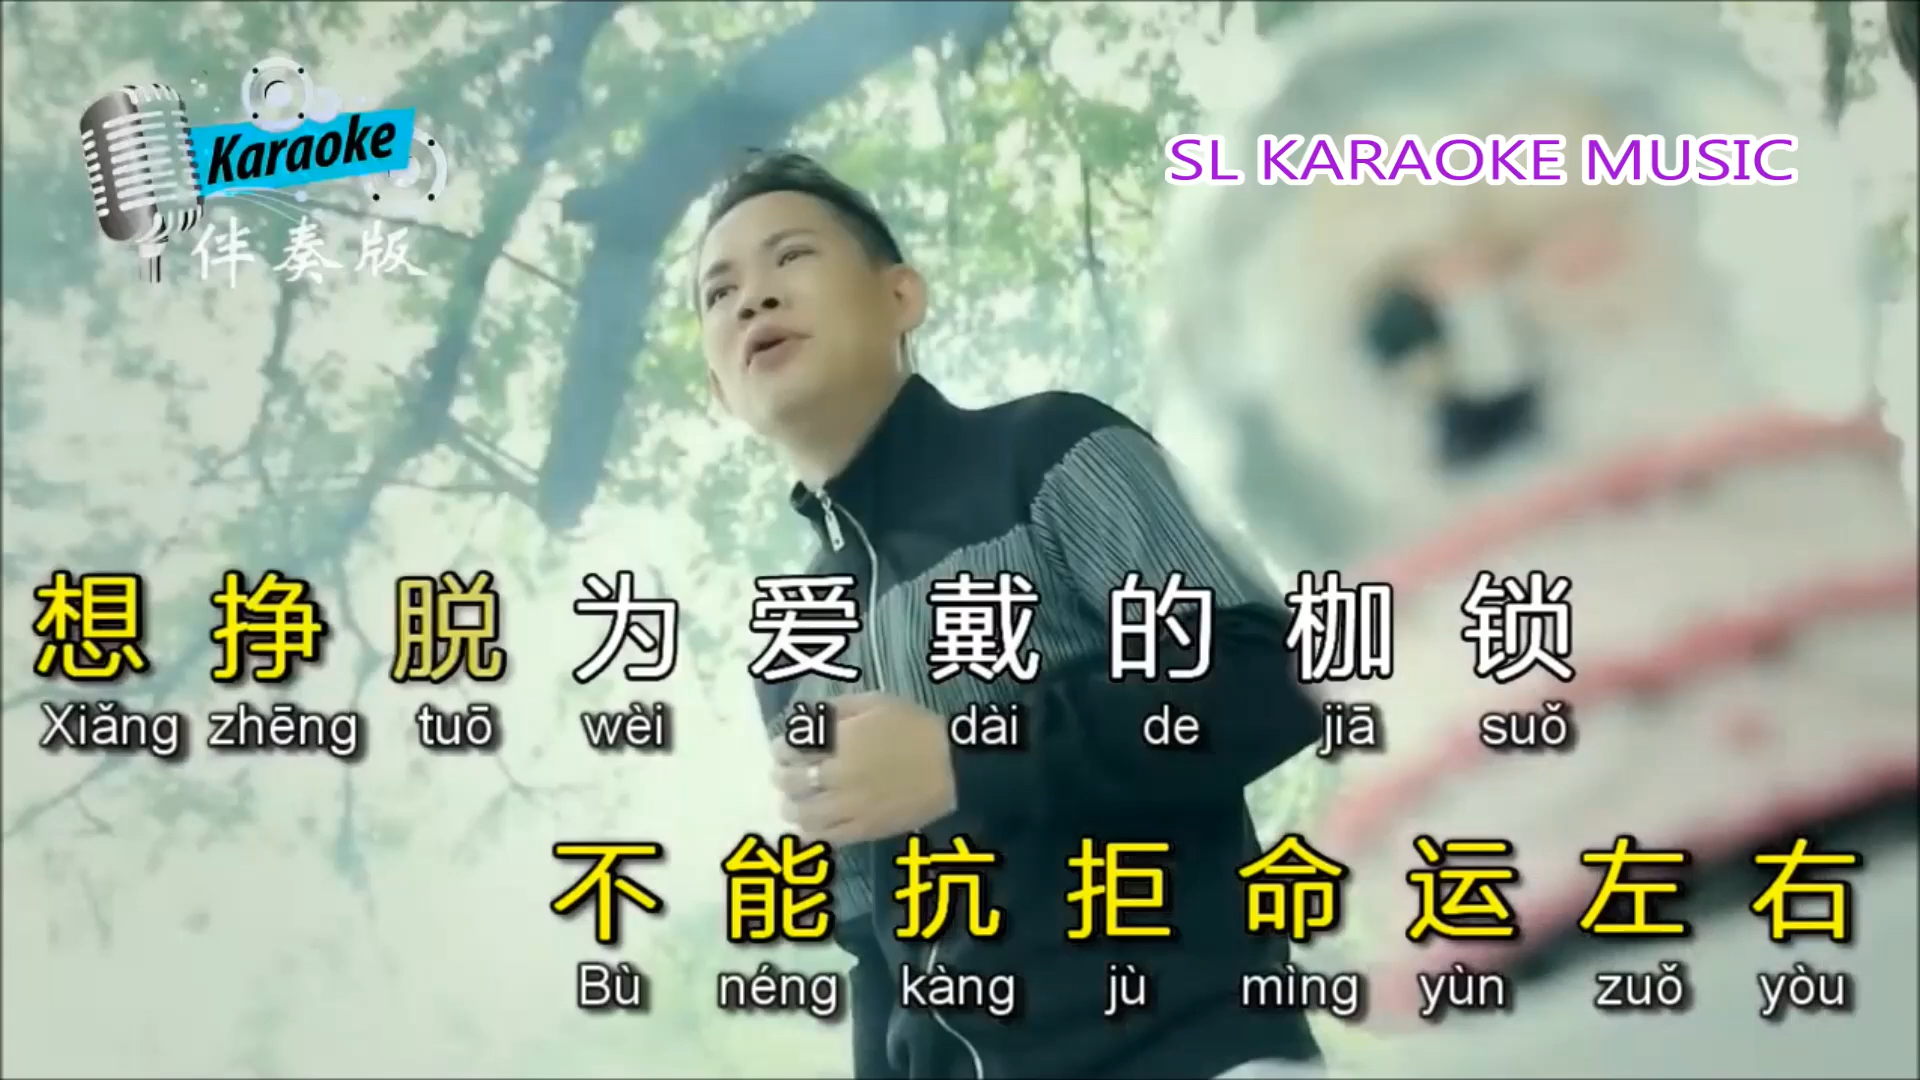 Karaoke
伴奏版
SL KARAOKE MUSIC
想 挣 脱 为 爱 戴 的 枷 锁
Xiǎng zhēng tuō wèi ài dài de jiā suǒ
不 能 抗 拒 命 运 左 右
Bù néng kàng jù mìng yùn zuǒ yòu